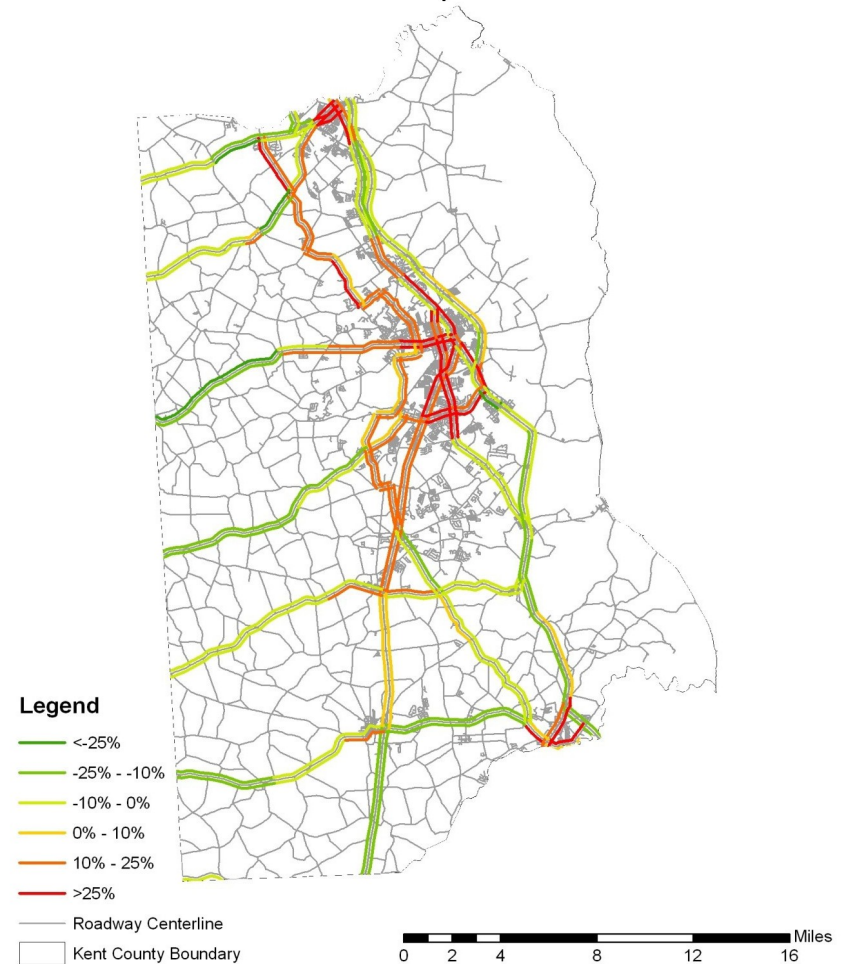 Legend
<-25%
-25% - -10%
-10% - 0%
0% - 10%
10% - 25%
>25%
Roadway Centerline
Kent County Boundary
Miles
0 2 4 8 12 16